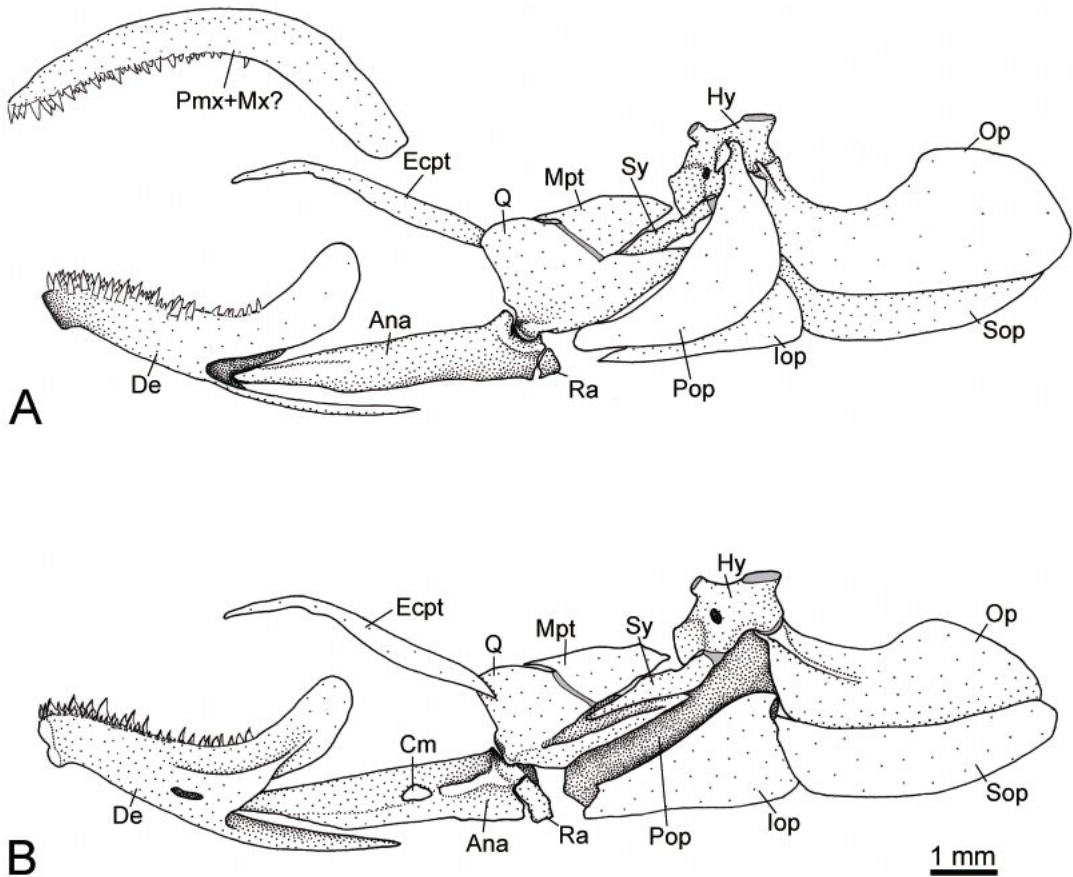 Pmx+Mx?
Hy
Op
Ecpt
Mpt
Sy
Q
Ana
De
Ra
Pop
Iop
Sop
A
Hy
Ecpt
Op
Q
Mpt
Sy
Cm
De
Ana
Ra
Pop
Iop
Sop
B
1 mm